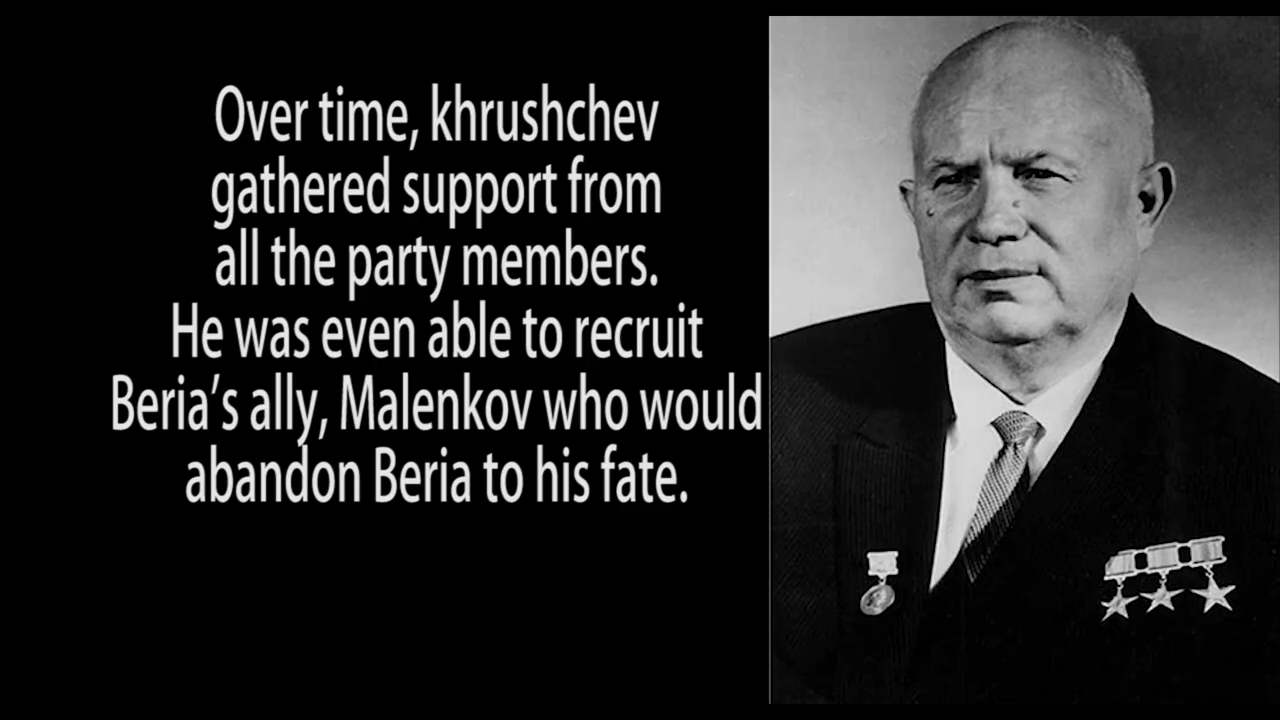 Over time, khrushchev
gathered support from
all the party members.
He was even able to recruit
Beria’s ally, Malenkov who would
abandon Beria to his fate.